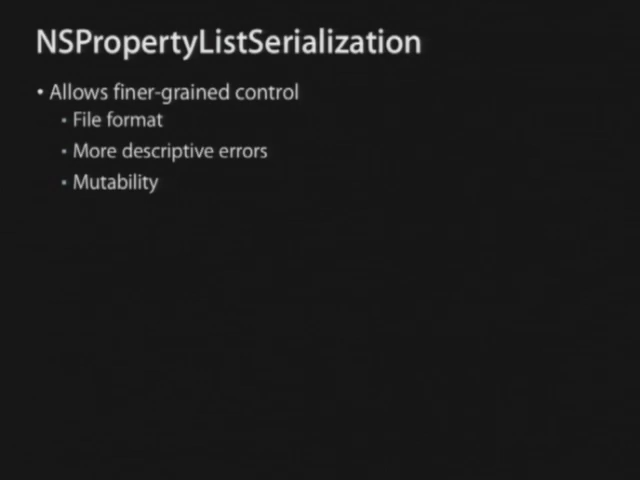 NSPropertyListSerialization
• Allows finer-grained control
• File format
• More descriptive errors
• Mutability